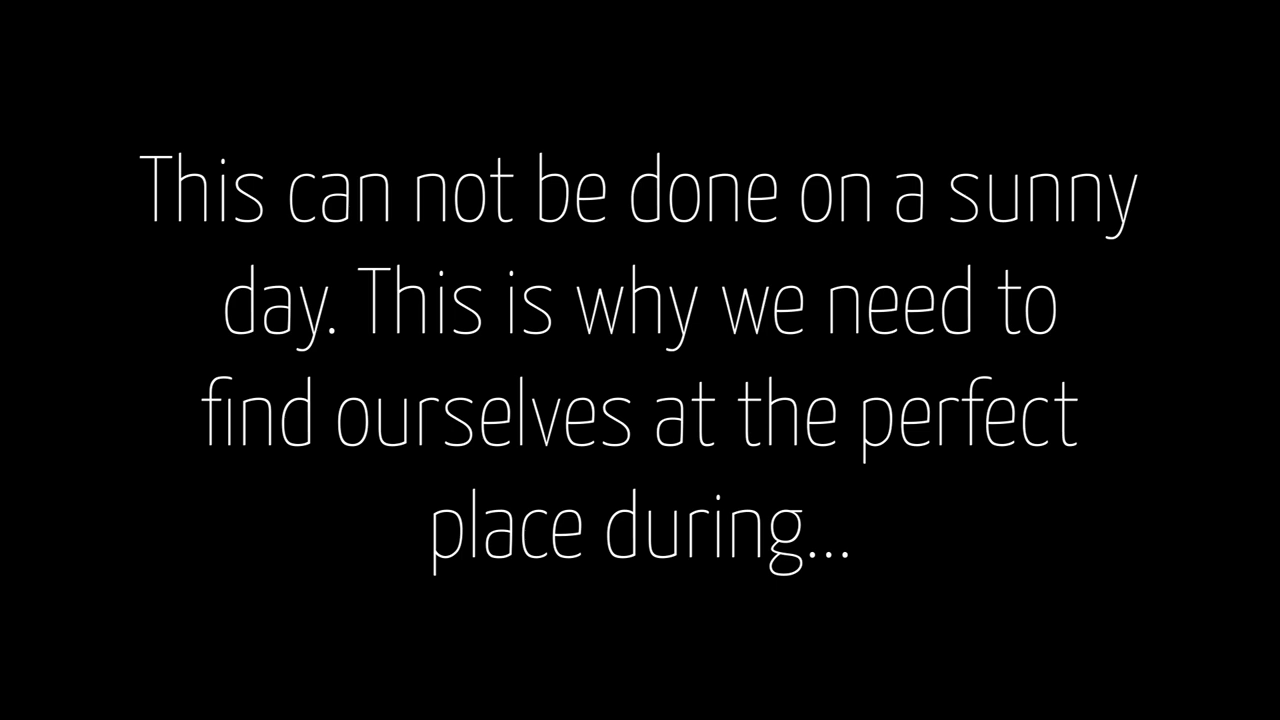 This can not be done on a sunny
day. This is why we need to
find ourselves at the perfect
place during...